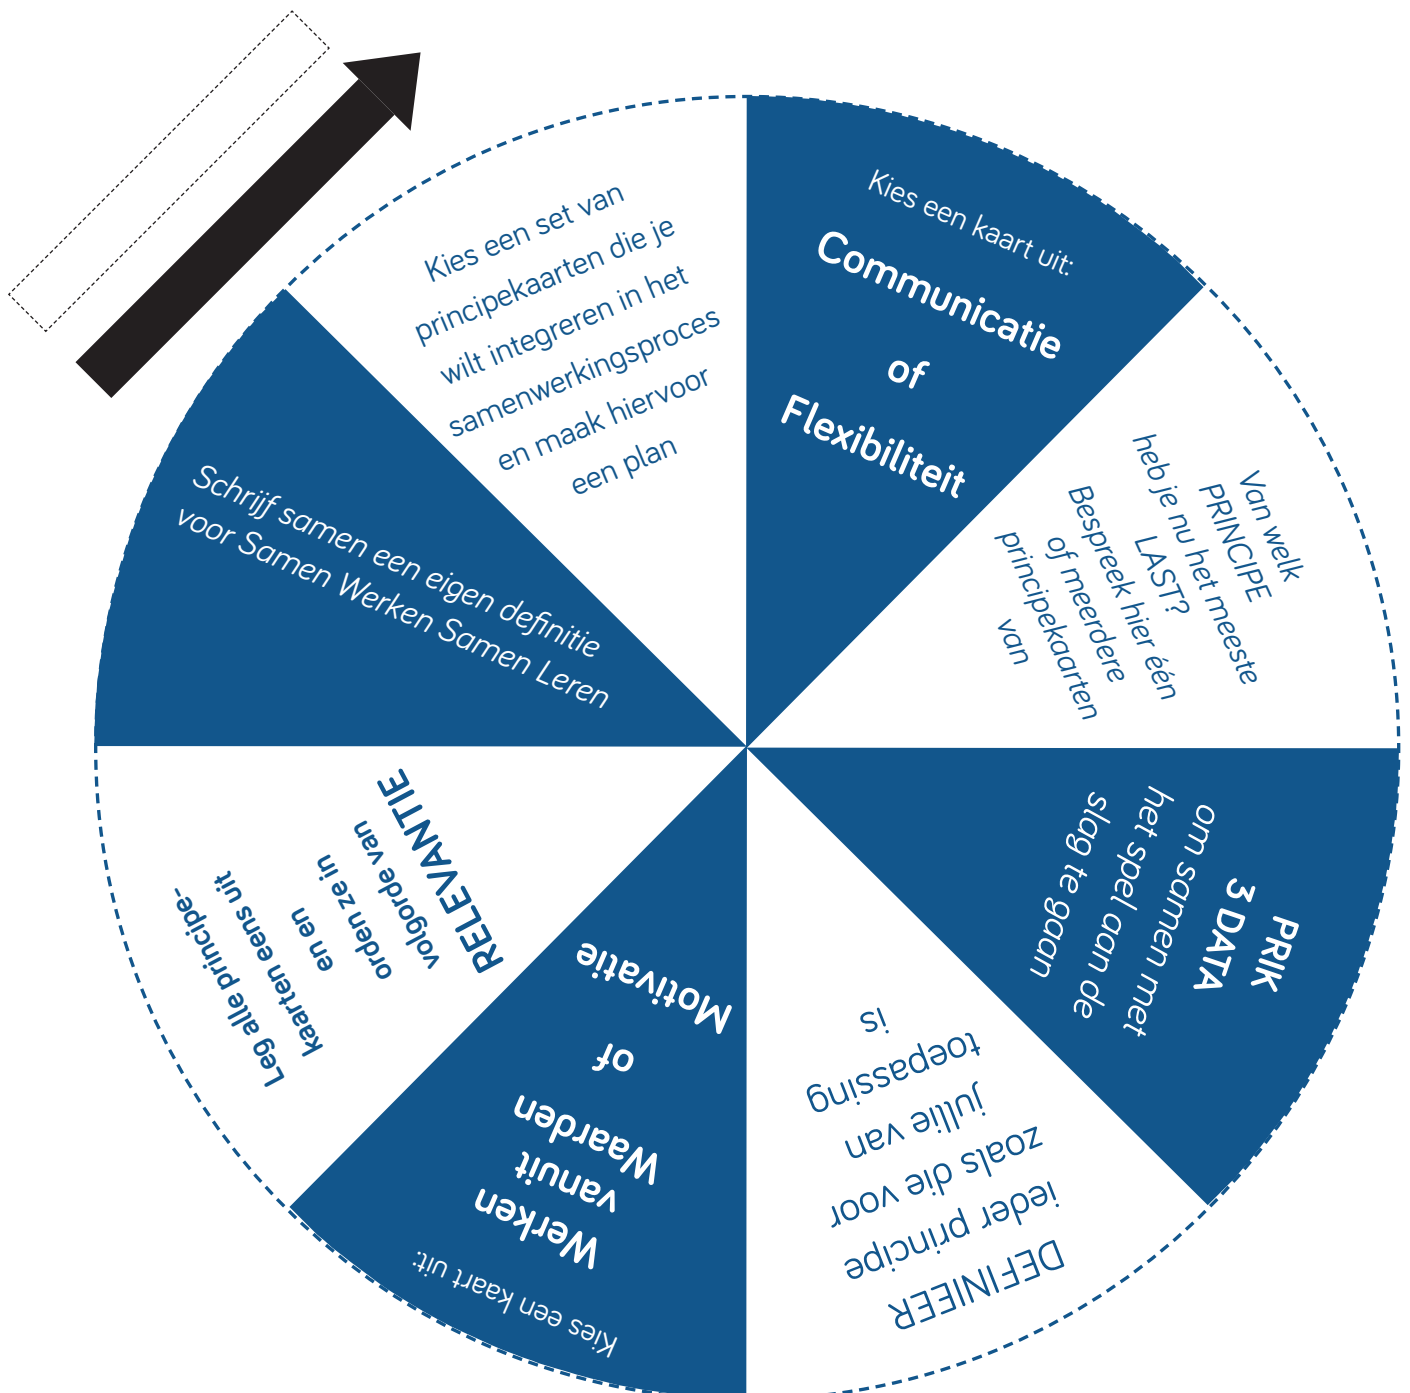 Kies een kaart uit:
Communicatie
of
Flexibiliteit
Van welk
PRINCIPE
heb je nu het meeste
LAST?
Bespreek hier één
of meerdere
principekaarten
van
PRIK
3 DATA
om samen met
het spel aan de
slag te gaan
DEFINIEER
ieder principe
zoals die voor
jullie van
toepassing
is
Kies een kaart uit:
Werken
vanuit
Waarden
of
Motivatie
Leg alle principe-
kaarten eens uit
en en
orden ze in
volgorde van
RELEVANTIE
Schrijf samen een eigen definitie
voor Samen Werken Samen Leren
Kies een set van
principekaarten die je
wilt integreren in het
samenwerkingsproces
en maak hiervoor
een plan